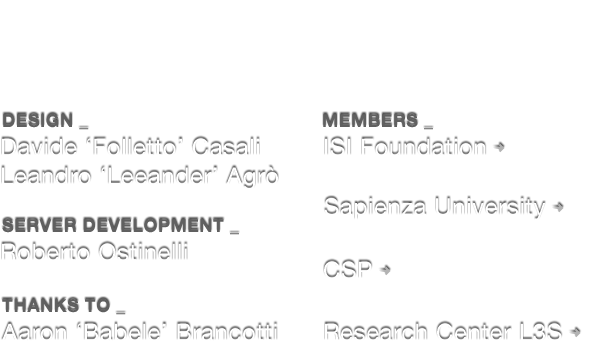 DESIGN _
Davide ‘Folletto’ Casali
Leandro ‘Leeander’ Agrò
SERVER DEVELOPMENT _
Roberto Ostinelli
THANKS TO _
Aaron ‘Babele’ Brancotti
MEMBERS _
ISI Foundation
Sapienza University
CSP
Research Center L3S